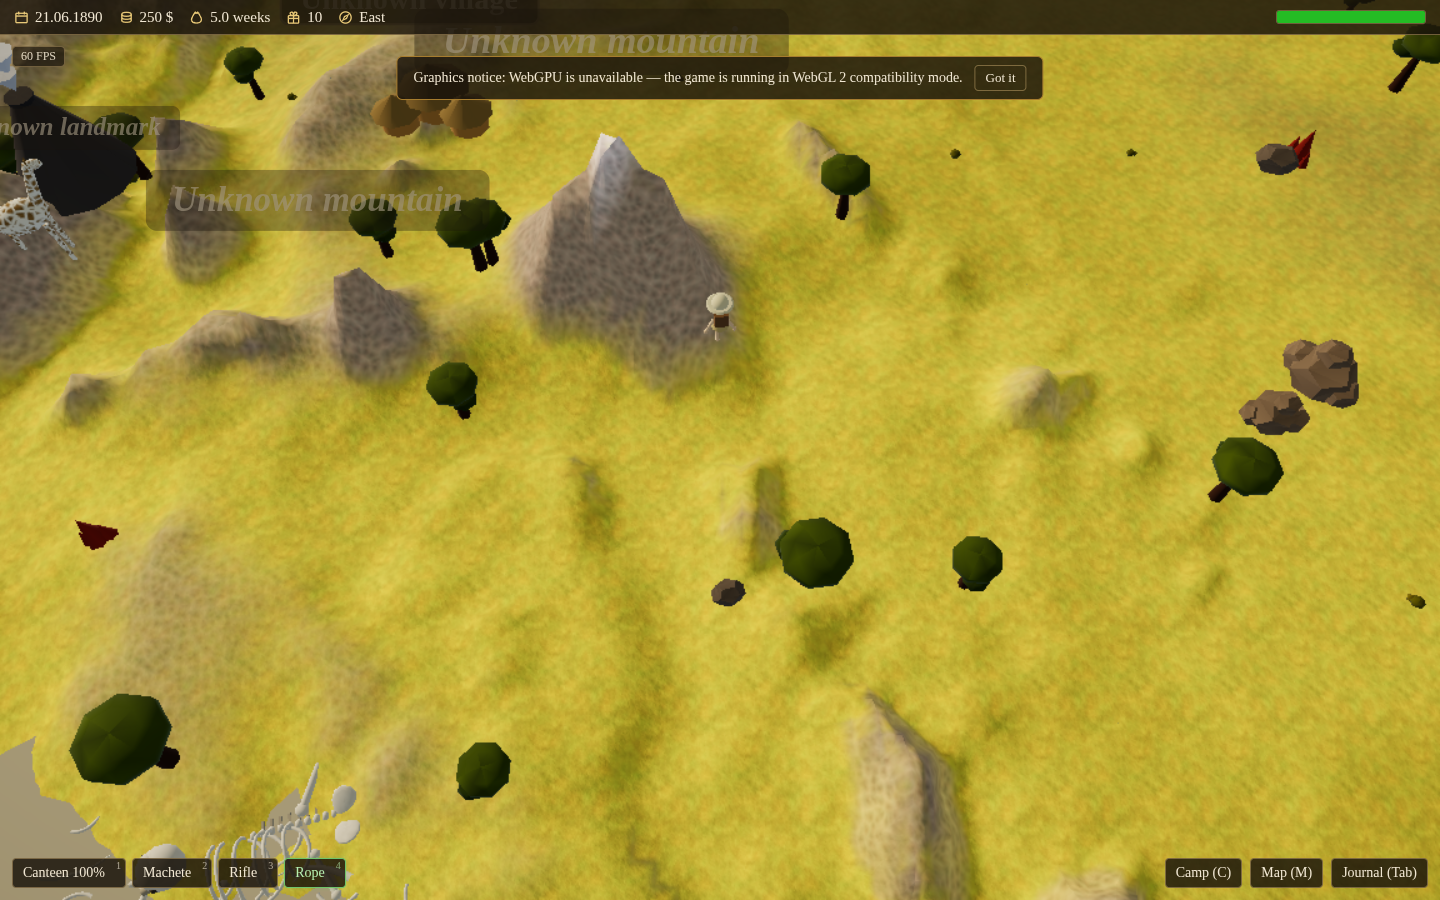 21.06.1890 250 $ 5.0 weeks 10 East
Unknown village
Unknown mountain
60 FPS
Graphics notice: WebGPU is unavailable — the game is running in WebGL 2 compatibility mode. Got it
nown landmark
Unknown mountain
Canteen 100% 1 Machete 2 Rifle 3 Rope 4
Camp (C) Map (M) Journal (Tab)